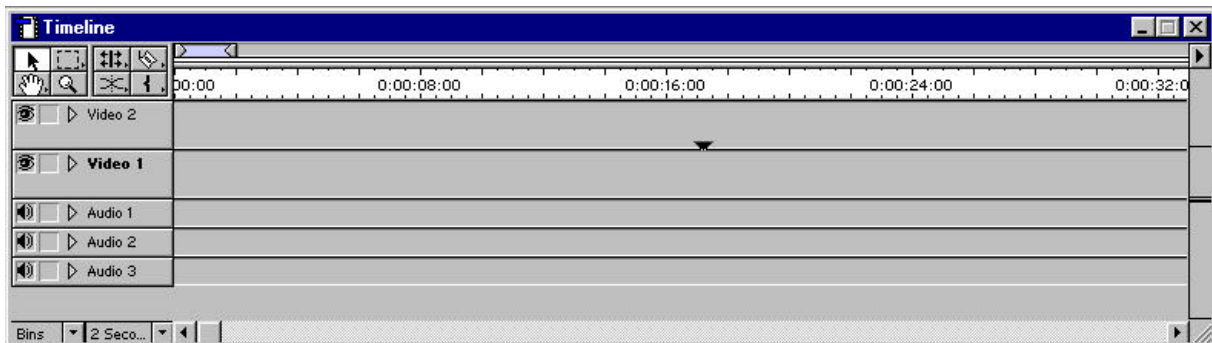 Timeline
00:00 0:00:08:00 0:00:16:00 0:00:24:00 0:00:32:0
Video 2
Video 1
Audio 1
Audio 2
Audio 3
Bins 2 Seco...